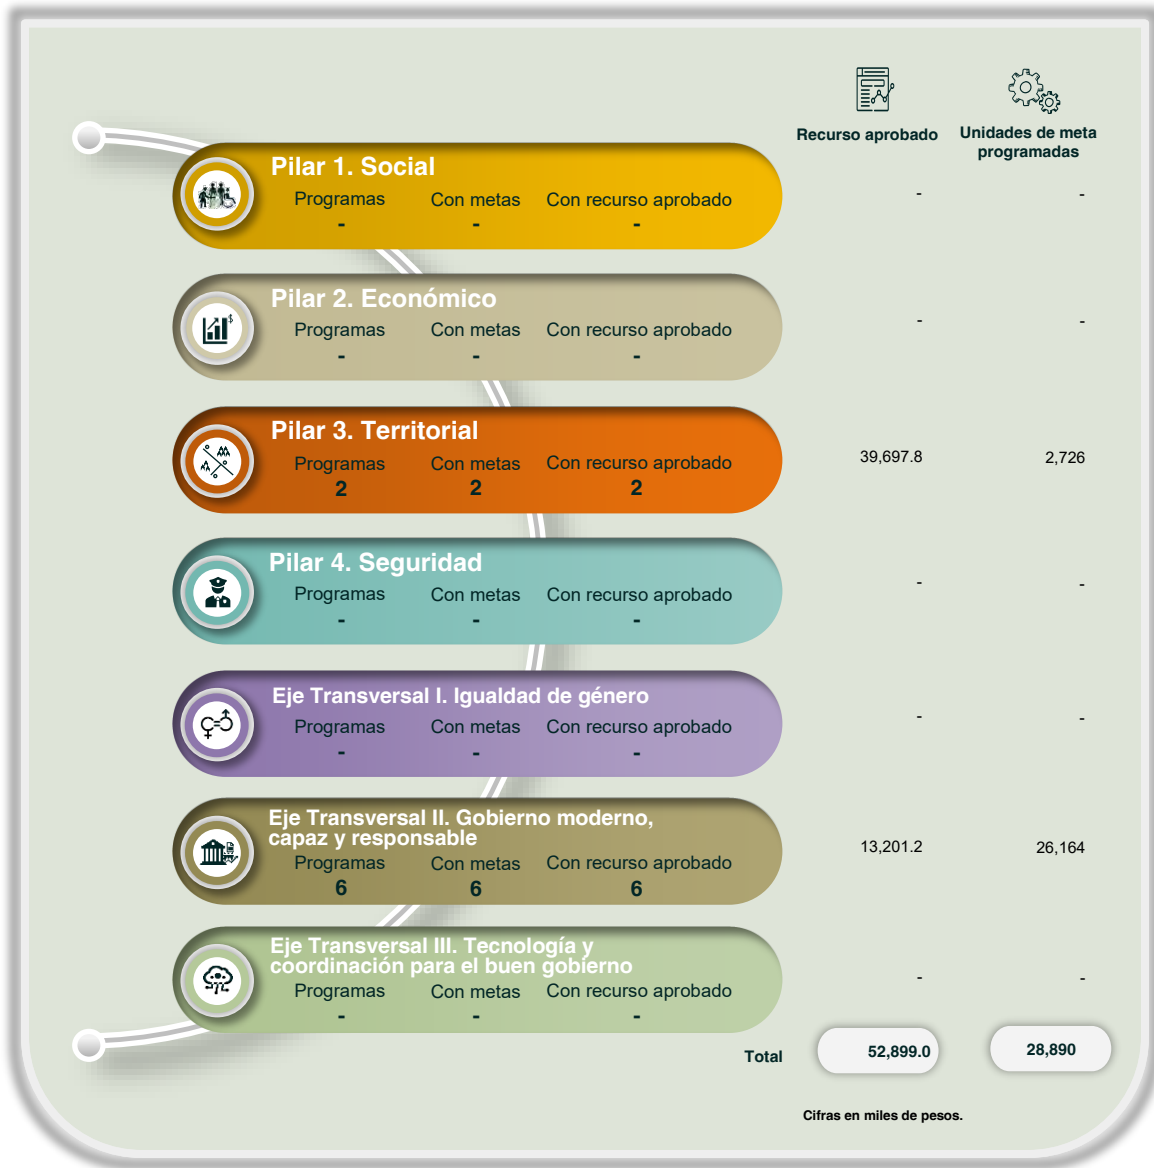 Recurso aprobado
Unidades de meta
programadas
Pilar 1. Social
Programas Con metas Con recurso aprobado
- - -
- -
Pilar 2. Económico
Programas Con metas Con recurso aprobado
- - -
- -
Pilar 3. Territorial
Programas Con metas Con recurso aprobado
2 2 2
39,697.8 2,726
Pilar 4. Seguridad
Programas Con metas Con recurso aprobado
- - -
- -
Eje Transversal I. Igualdad de género
Programas Con metas Con recurso aprobado
- - -
- -
Eje Transversal II. Gobierno moderno,
capaz y responsable
Programas Con metas Con recurso aprobado
6 6 6
13,201.2 26,164
Eje Transversal III. Tecnología y
coordinación para el buen gobierno
Programas Con metas Con recurso aprobado
- - -
- -
Total 52,899.0 28,890
Cifras en miles de pesos.